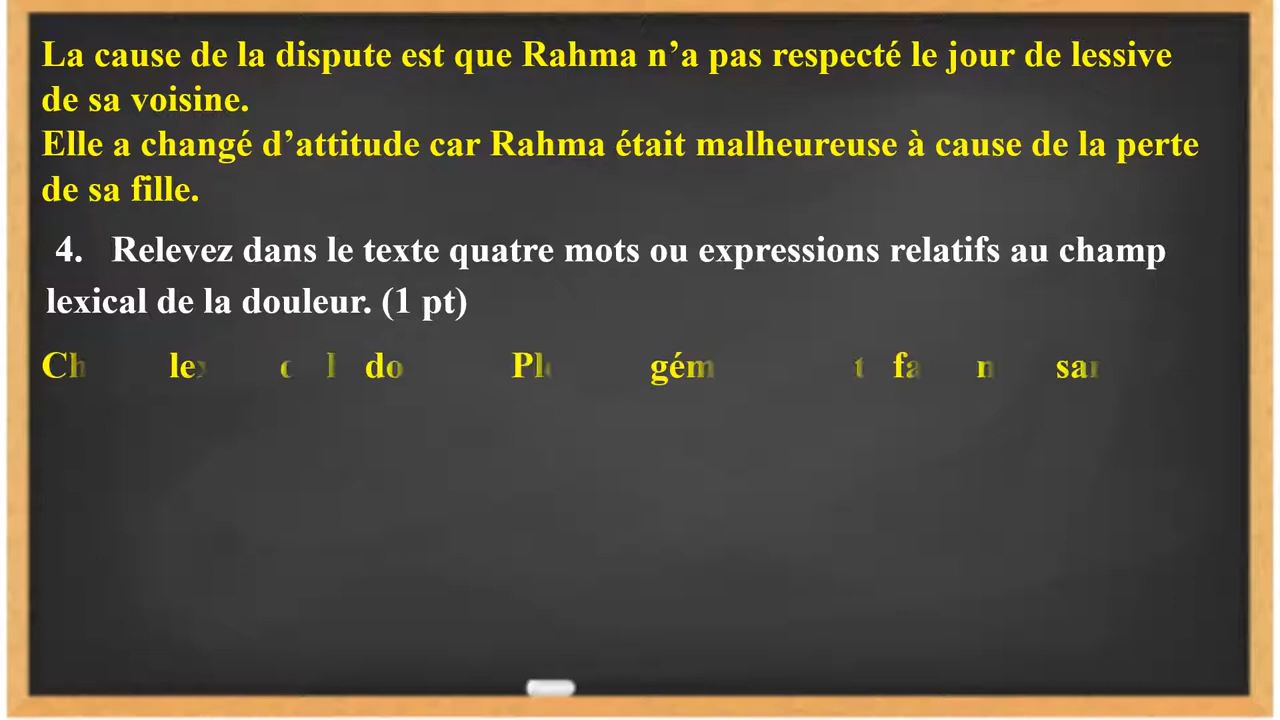 La cause de la dispute est que Rahma n'a pas respecté le jour de lessive
de sa voisine.
Elle a changé d'attitude car Rahma était malheureuse à cause de la perte
de sa fille.
4. Relevez dans le texte quatre mots ou expressions relatifs au champ
lexical de la douleur. (1 pt)